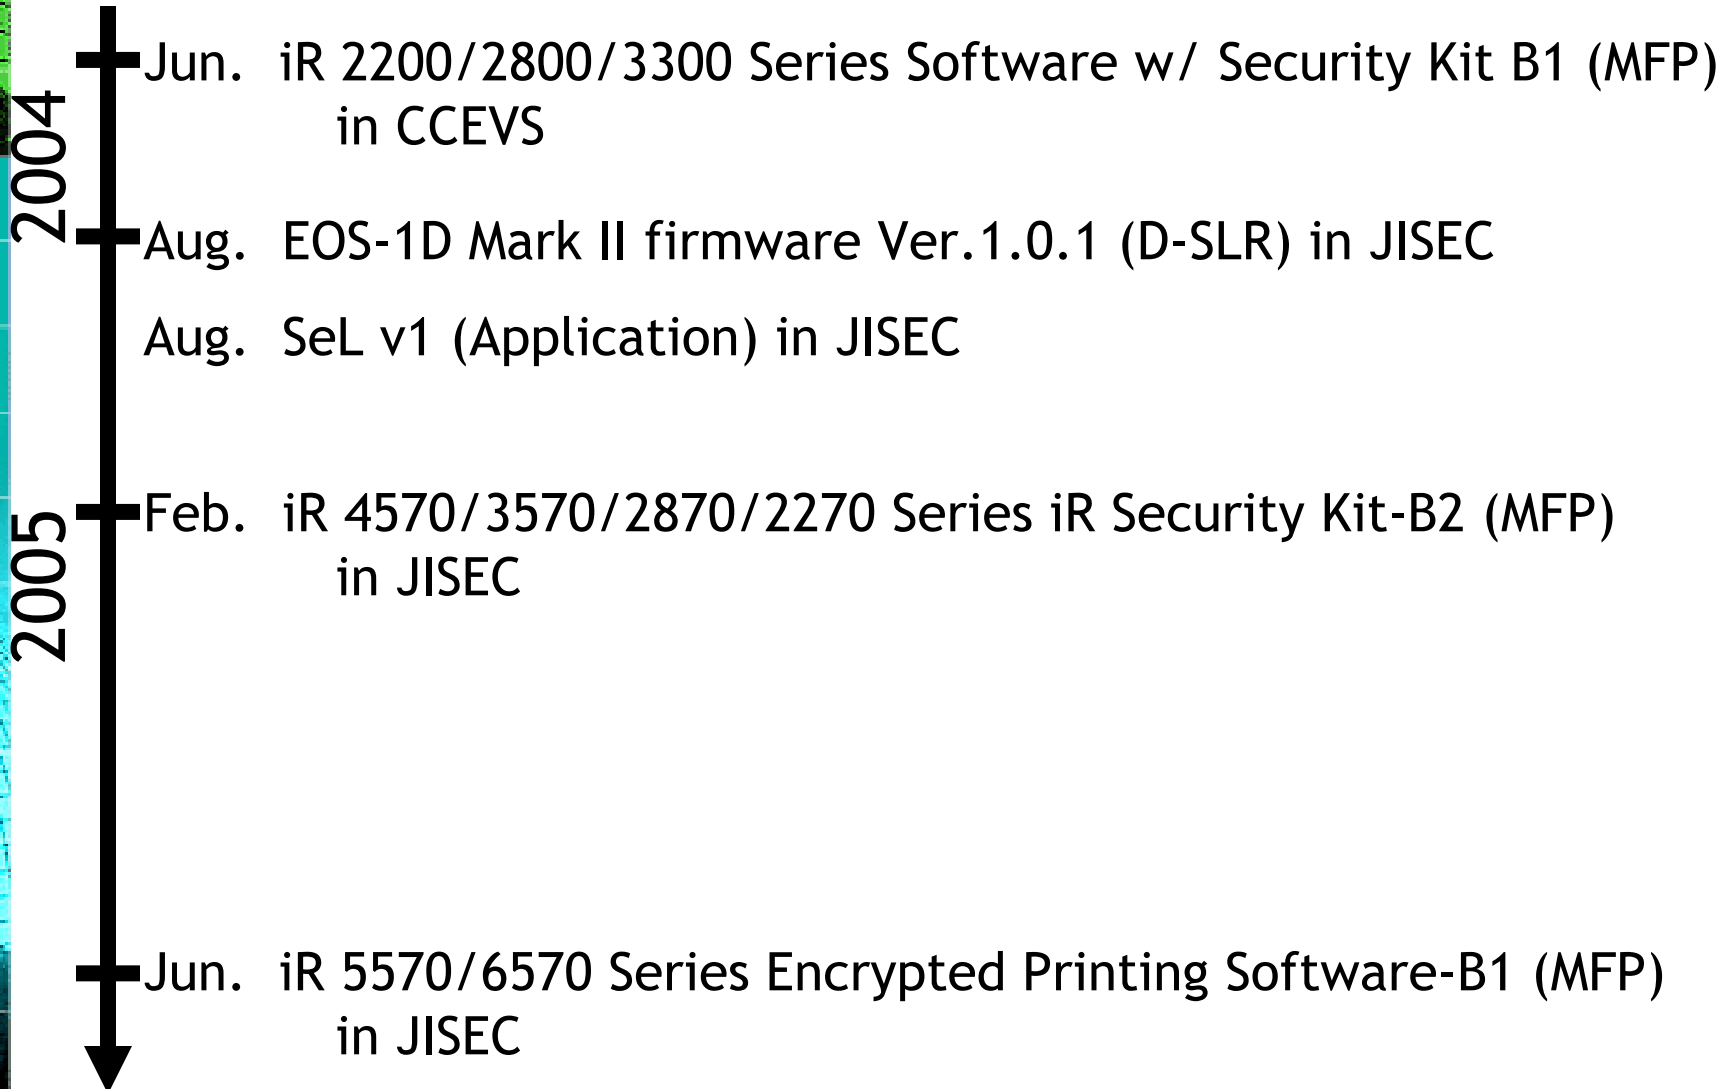 2004
Jun. iR 2200/2800/3300 Series Software w/ Security Kit B1 (MFP)
in CCEVS
Aug. EOS-1D Mark II firmware Ver.1.0.1 (D-SLR) in JISEC
Aug. SeL v1 (Application) in JISEC
2005
Feb. iR 4570/3570/2870/2270 Series iR Security Kit-B2 (MFP)
in JISEC
Jun. iR 5570/6570 Series Encrypted Printing Software-B1 (MFP)
in JISEC